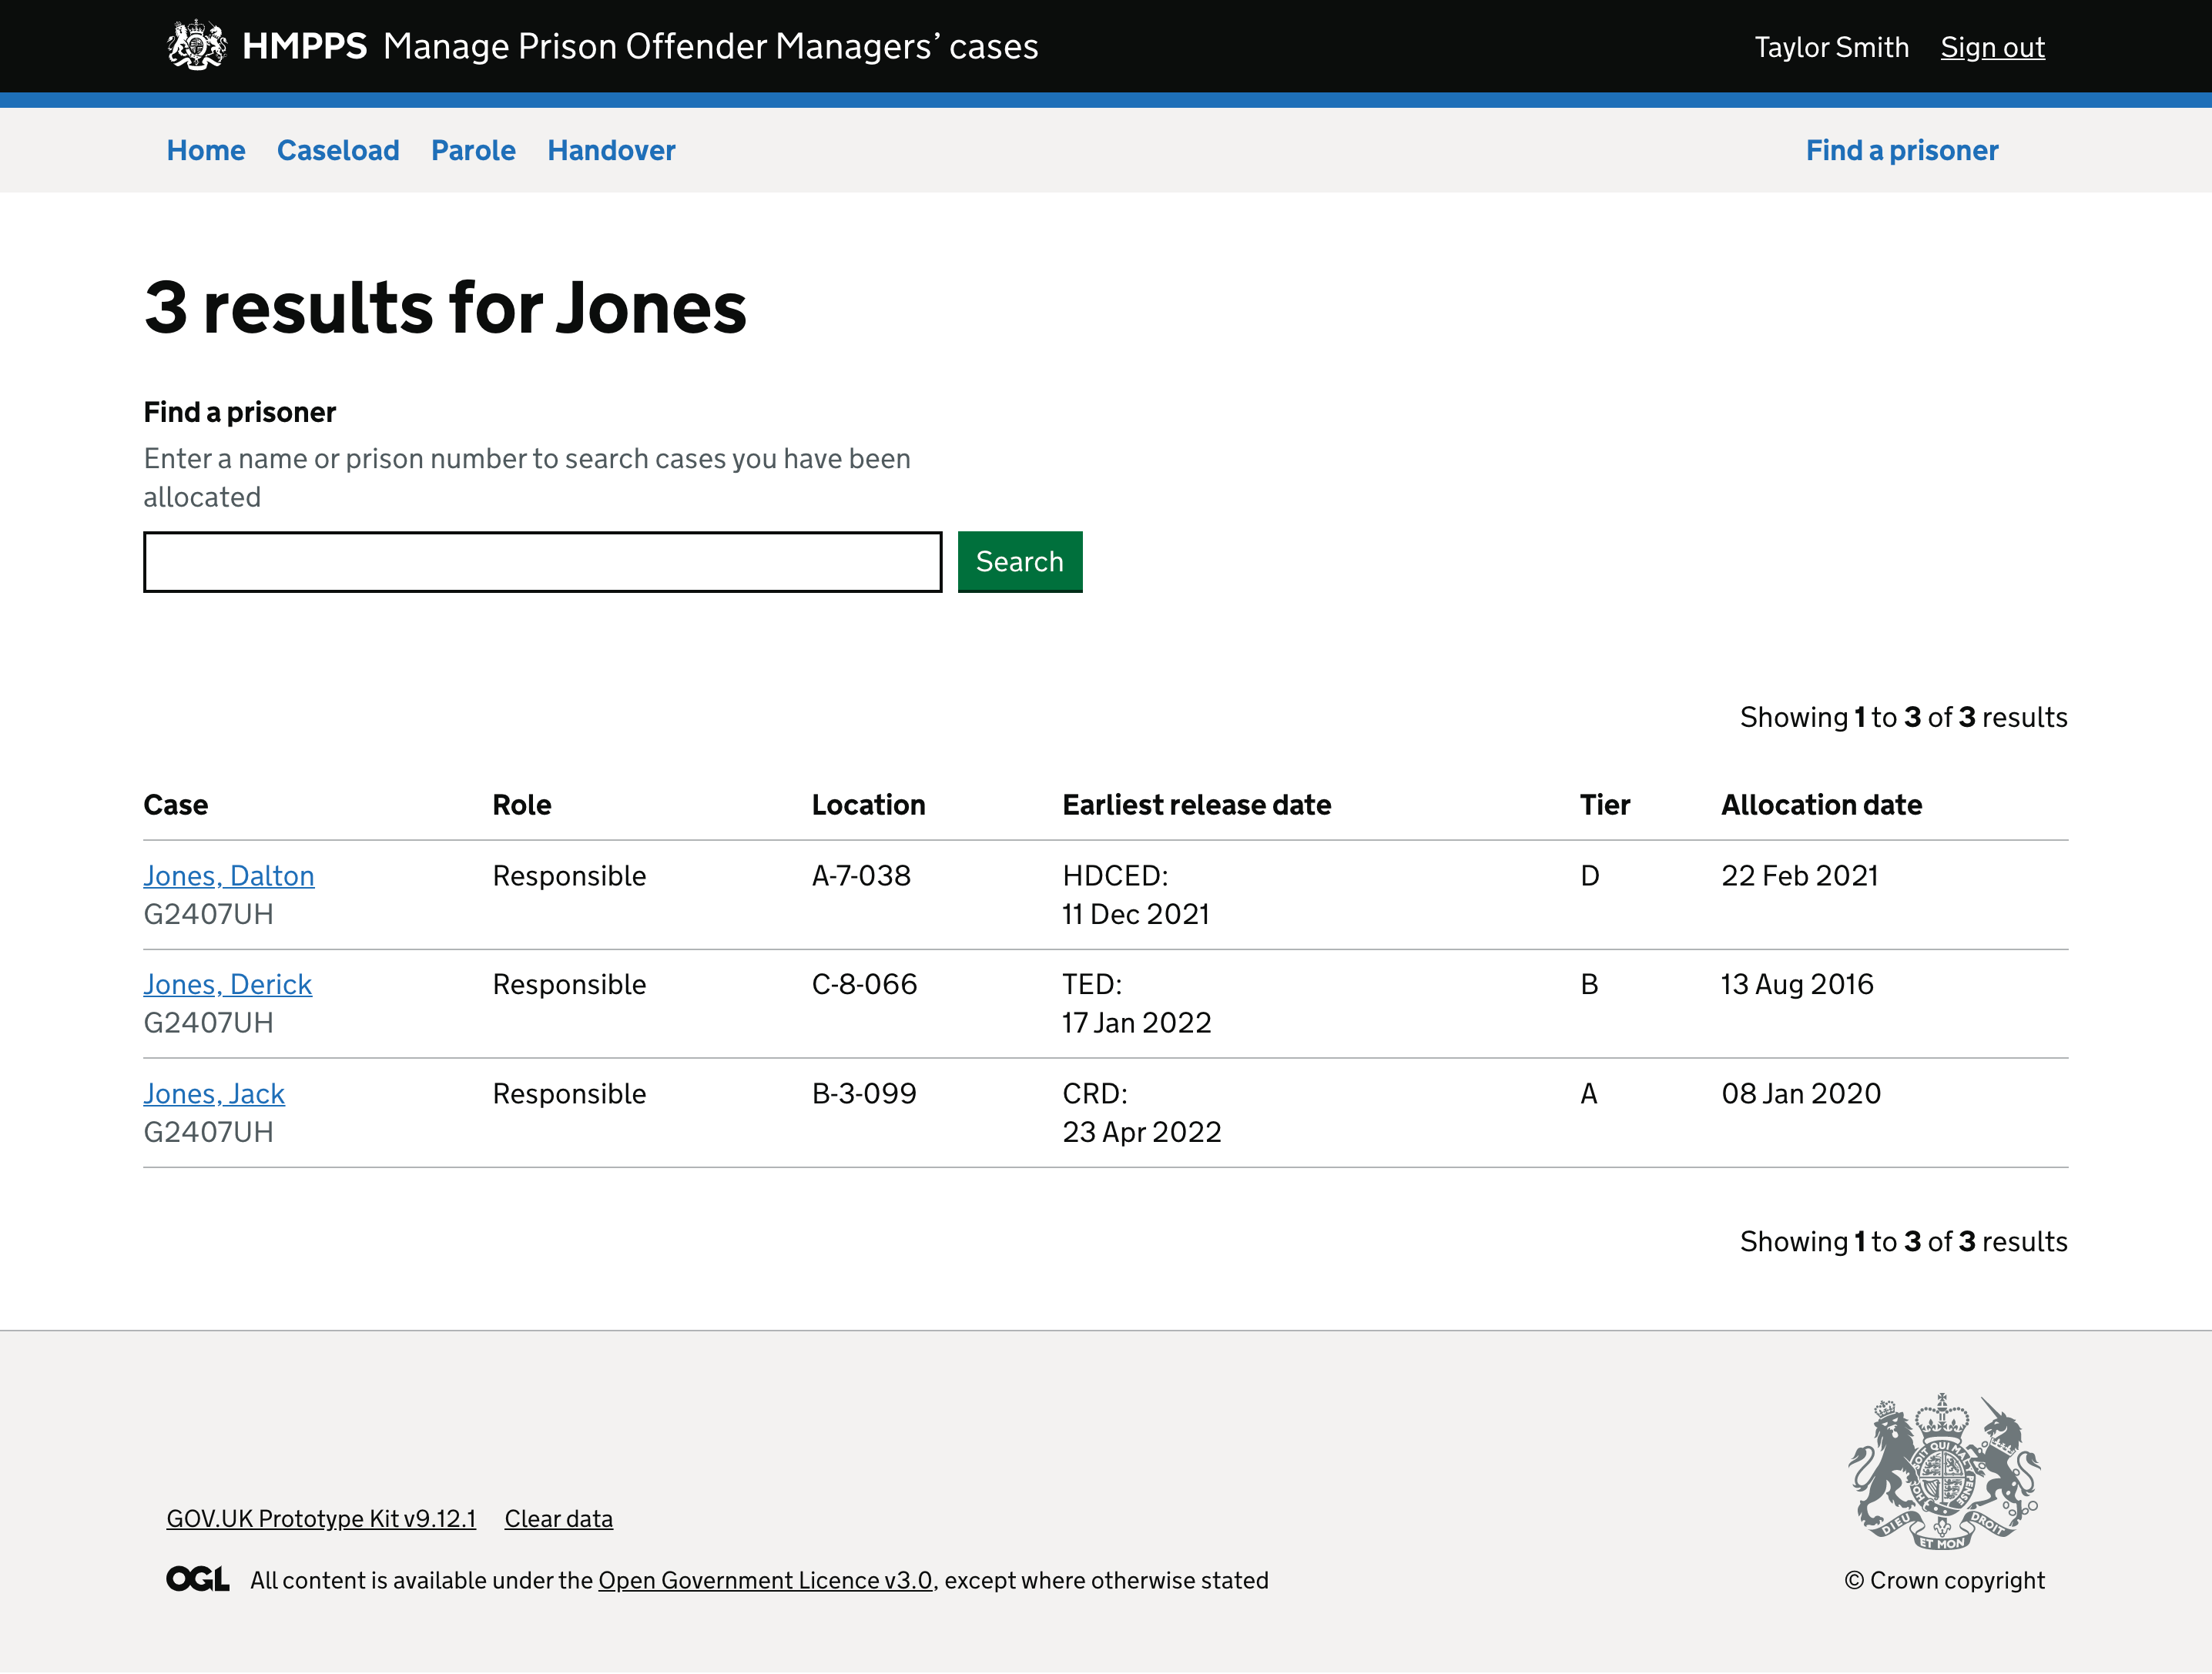 HMPPS Manage Prison Offender Managers’ cases
Taylor Smith Sign out
Home Caseload Parole Handover
Find a prisoner
3 results for Jones
Find a prisoner
Enter a name or prison number to search cases you have been
allocated
Search
Showing 1 to 3 of 3 results
Case Role Location Earliest release date Tier Allocation date
Jones, Dalton Responsible A-7-038 HDCED: D 22 Feb 2021
G2407UH 11 Dec 2021
Jones, Derick Responsible C-8-066 TED: B 13 Aug 2016
G2407UH 17 Jan 2022
Jones, Jack Responsible B-3-099 CRD: A 08 Jan 2020
G2407UH 23 Apr 2022
Showing 1 to 3 of 3 results
DIEU ET MON DROIT
GOV.UK Prototype Kit v9.12.1 Clear data
OGL All content is available under the Open Government Licence v3.0, except where otherwise stated
© Crown copyright